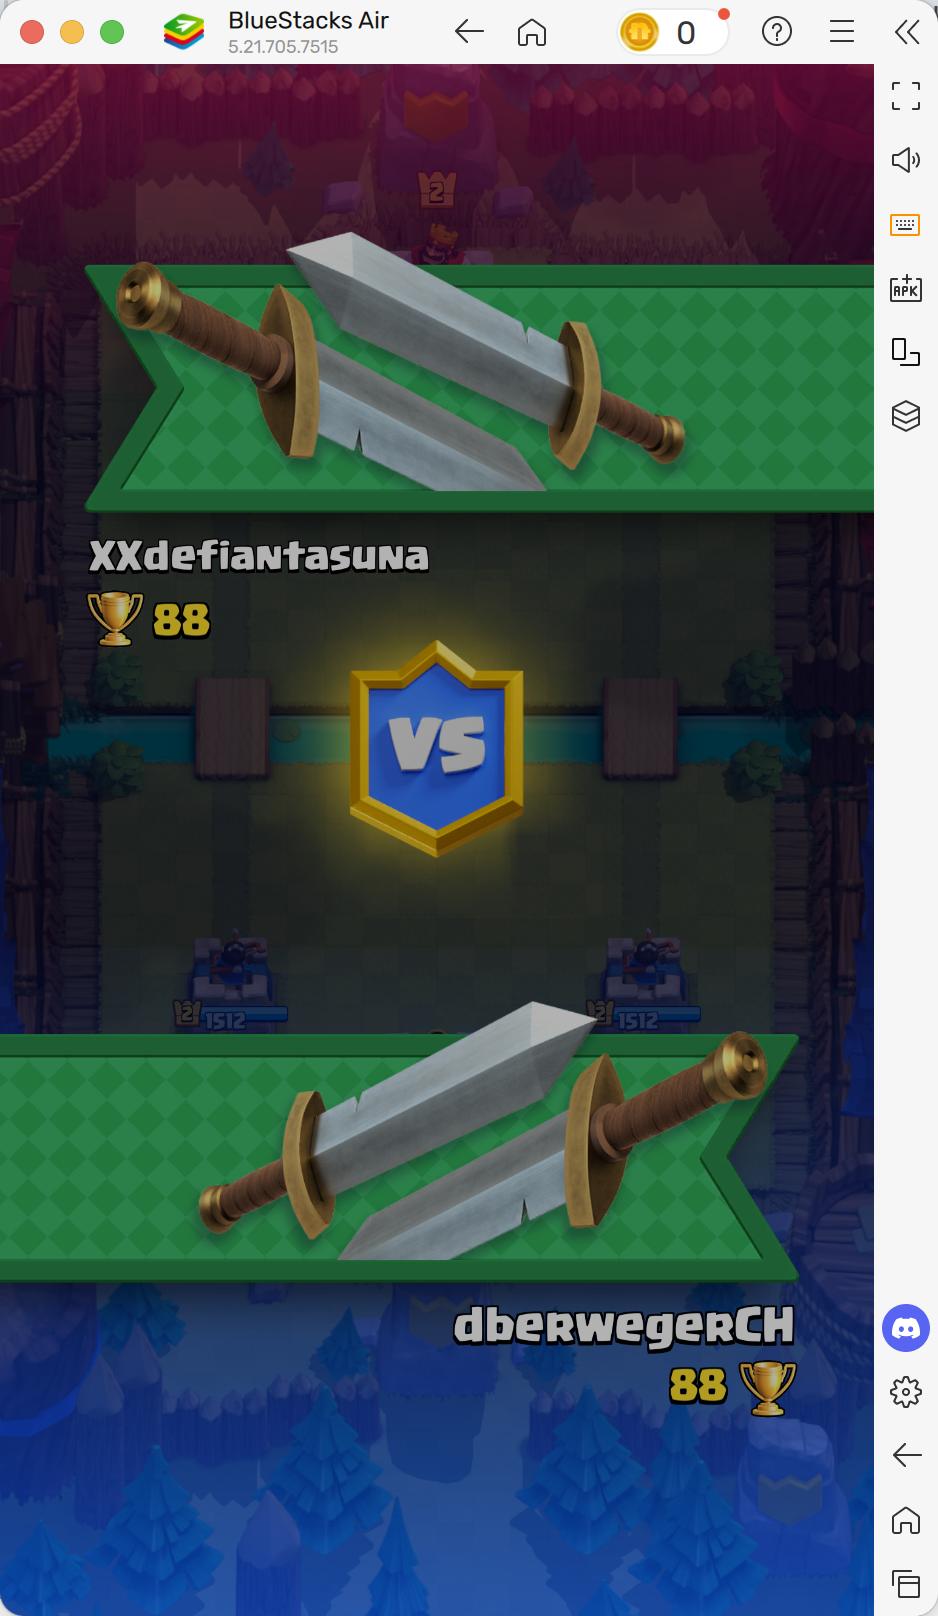 BlueStacks Air
5.21.705.7515
0
APK
2
XXdefiantasuna
88
VS
2 1512
2 1512
dberwegerCH
88